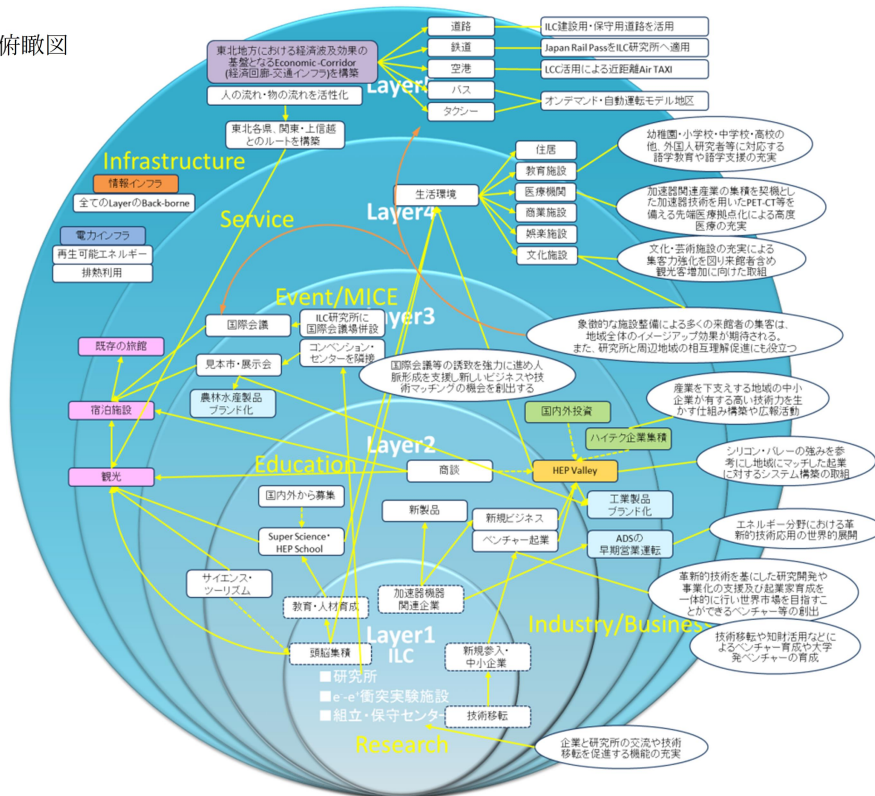 俯瞰図
東北地方における経済波及効果の
基盤となるEconomic-Corridor
(経済回廊-交通インフラ)を構築
人の流れ・物の流れを活性化
東北各県、関東・上信越
とのルートを構築
道路
鉄道
空港
バス
タクシー
ILC建設用・保守用道路を活用
Japan Rail PassをILC研究所へ適用
LCC活用による近距離Air TAXI
オンデマンド・自動運転モデル地区
Infrastructure
情報インフラ
全てのLayerのBack-borne
電力インフラ
再生可能エネルギー
排熱利用
Service
Layer4
生活環境
住居
教育施設
医療機関
商業施設
娯楽施設
文化施設
幼稚園・小学校・中学校・高校の
他、外国人研究者等に対応する
語学教育や語学支援の充実
加速器関連産業の集積を契機とし
た加速器技術を用いたPET-CT等を
備える先端医療拠点化による高度
医療の充実
文化・芸術施設の充実による
集客力強化を図り来館者含め
観光客増加に向けた取組
象徴的な施設整備による多くの来館者の集客は、
地域全体のイメージアップ効果が期待される。
また、研究所と周辺地域の相互理解促進にも役立つ
Event/MICE
国際会議
ILC研究所に
国際会議場併設
見本市・展示会
コンベンション・
センターを隣接
農林水産製品
ブランド化
既存の旅館
宿泊施設
観光
国際会議等の誘致を強力に進め人
脈形成を支援し新しいビジネスや技
術マッチングの機会を創出する
国内外投資
ハイテク企業集積
産業を下支えする地域の中小
企業が有する高い技術力を生
かす仕組み構築や広報活動
Layer2
Education
商談
HEP Valley
シリコン・バレーの強みを参
考にし地域にマッチした起業
に対するシステム構築の取組
国内外から募集
Super Science・
HEP School
新製品
新規ビジネス
ベンチャー起業
工業製品
ブランド化
ADSの
早期営業運転
エネルギー分野における革
新的技術応用の世界的展開
サイエンス・
ツーリズム
教育・人材育成
加速器機器
関連企業
革新的技術を基にした研究開発や
事業化の支援及び起業家育成を
一体的に行い世界市場を目指すこ
とができるベンチャー等の創出
Industry/Business
Layer1
ILC
頭脳集積
新規参入・
中小企業
技術移転や知財活用などに
よるベンチャー育成や大学
発ベンチャーの育成
■研究所
■e⁻-e⁺衝突実験施設
■組立・保守センター
技術移転
Research
企業と研究所の交流や技術
移転を促進する機能の充実